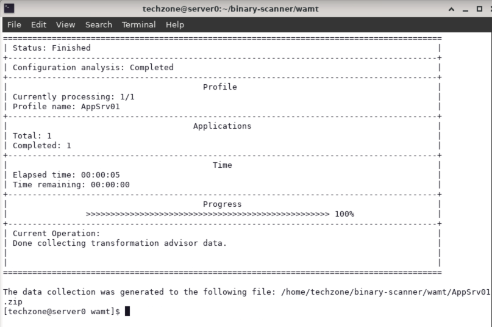 techzone@server0:~/binary-scanner/wamt
File Edit View Search Terminal Help
================================================================================
| Status: Finished |
+------------------------------------------------------------------------------+
| Configuration analysis: Completed |
+------------------------------------------------------------------------------+
| Profile |
| Currently processing: 1/1 |
| Profile name: AppSrv01 |
+------------------------------------------------------------------------------+
| Applications |
| Total: 1 |
| Completed: 1 |
+------------------------------------------------------------------------------+
| Time |
| Elapsed time: 00:00:05 |
| Time remaining: 00:00:00 |
+------------------------------------------------------------------------------+
| Progress |
| >>>>>>>>>>>>>>>>>>>>>>>>>>>>>>>>>>>>>>>>>>>>>>>>>> 100% |
+------------------------------------------------------------------------------+
| Current Operation: |
| Done collecting transformation advisor data. |
| |
| |
================================================================================
The data collection was generated to the following file: /home/techzone/binary-scanner/wamt/AppSrv01
.zip
[techzone@server0 wamt]$